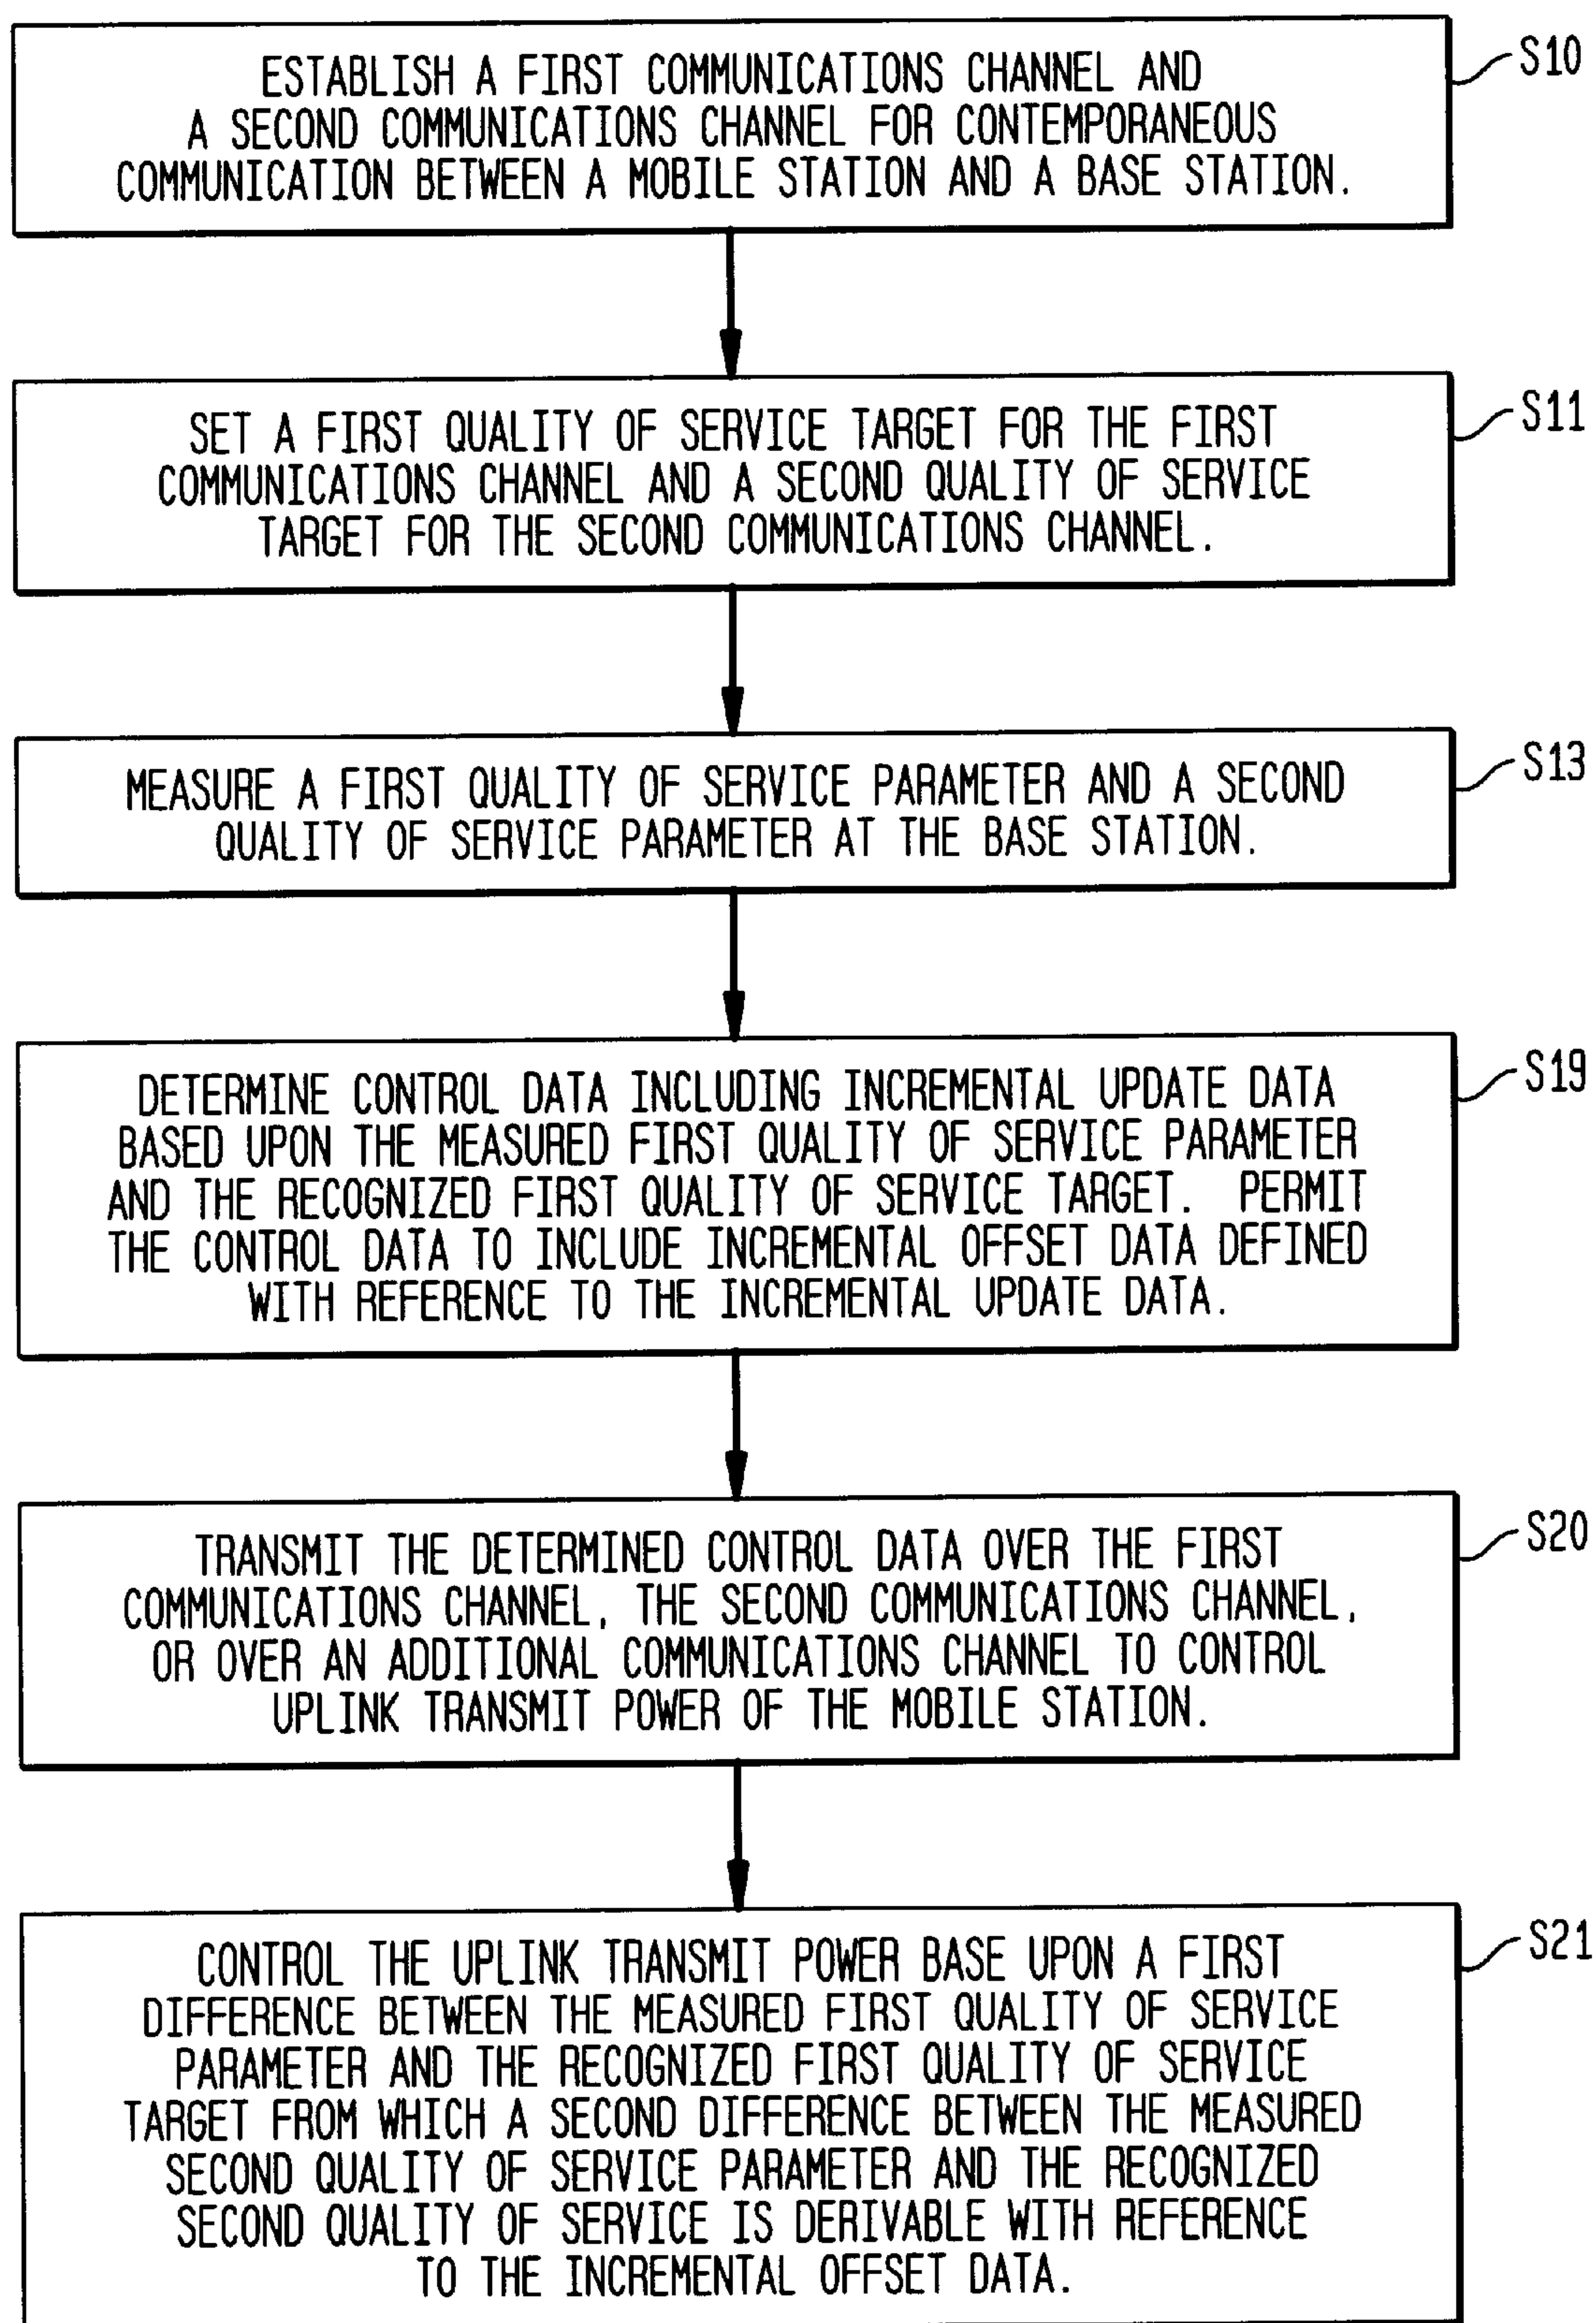 ESTABLISH A FIRST COMMUNICATIONS CHANNEL AND
A SECOND COMMUNICATIONS CHANNEL FOR CONTEMPORANEOUS
COMMUNICATION BETWEEN A MOBILE STATION AND A BASE STATION.
S10
SET A FIRST QUALITY OF SERVICE TARGET FOR THE FIRST
COMMUNICATIONS CHANNEL AND A SECOND QUALITY OF SERVICE
TARGET FOR THE SECOND COMMUNICATIONS CHANNEL.
S11
MEASURE A FIRST QUALITY OF SERVICE PARAMETER AND A SECOND
QUALITY OF SERVICE PARAMETER AT THE BASE STATION.
S13
DETERMINE CONTROL DATA INCLUDING INCREMENTAL UPDATE DATA
BASED UPON THE MEASURED FIRST QUALITY OF SERVICE PARAMETER
AND THE RECOGNIZED FIRST QUALITY OF SERVICE TARGET. PERMIT
THE CONTROL DATA TO INCLUDE INCREMENTAL OFFSET DATA DEFINED
WITH REFERENCE TO THE INCREMENTAL UPDATE DATA.
S19
TRANSMIT THE DETERMINED CONTROL DATA OVER THE FIRST
COMMUNICATIONS CHANNEL, THE SECOND COMMUNICATIONS CHANNEL,
OR OVER AN ADDITIONAL COMMUNICATIONS CHANNEL TO CONTROL
UPLINK TRANSMIT POWER OF THE MOBILE STATION.
S20
CONTROL THE UPLINK TRANSMIT POWER BASE UPON A FIRST
DIFFERENCE BETWEEN THE MEASURED FIRST QUALITY OF SERVICE
PARAMETER AND THE RECOGNIZED FIRST QUALITY OF SERVICE
TARGET FROM WHICH A SECOND DIFFERENCE BETWEEN THE MEASURED
SECOND QUALITY OF SERVICE PARAMETER AND THE RECOGNIZED
SECOND QUALITY OF SERVICE IS DERIVABLE WITH REFERENCE
TO THE INCREMENTAL OFFSET DATA.
S21